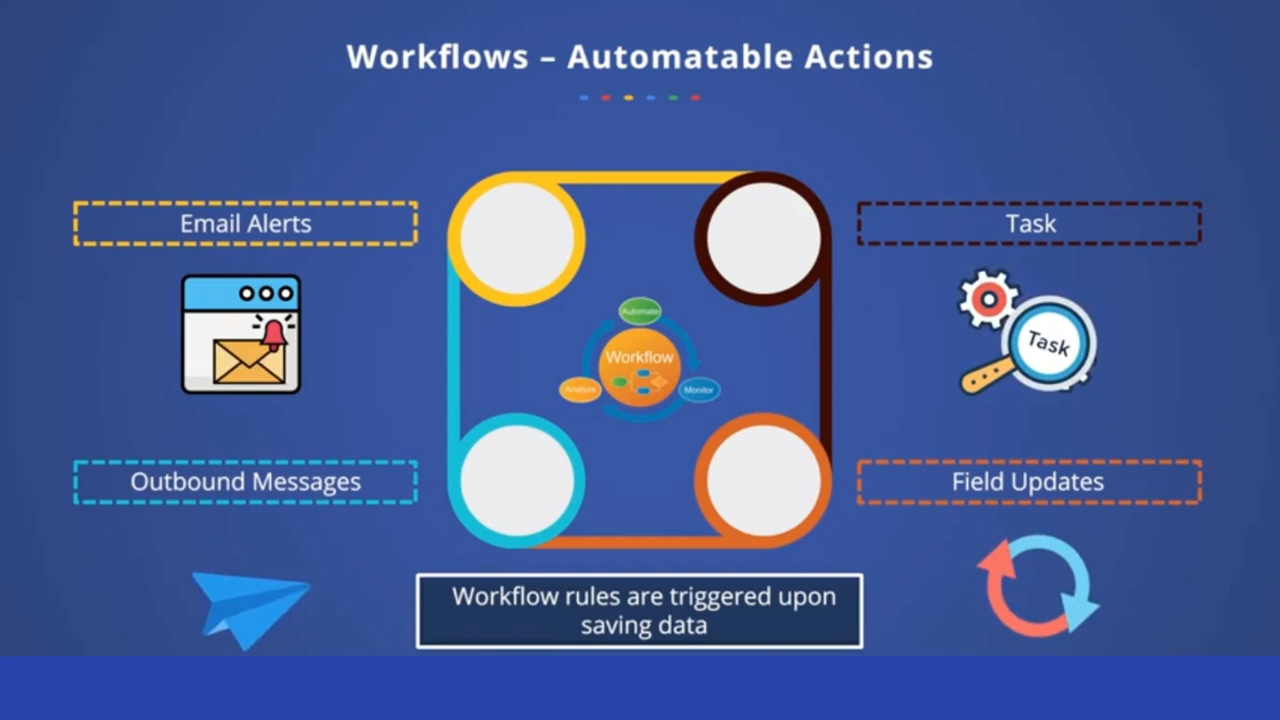 Workflows – Automatable Actions
Email Alerts
Task
Automate
Workflow
Analyze
Monitor
Task
Outbound Messages
Field Updates
Workflow rules are triggered upon
saving data